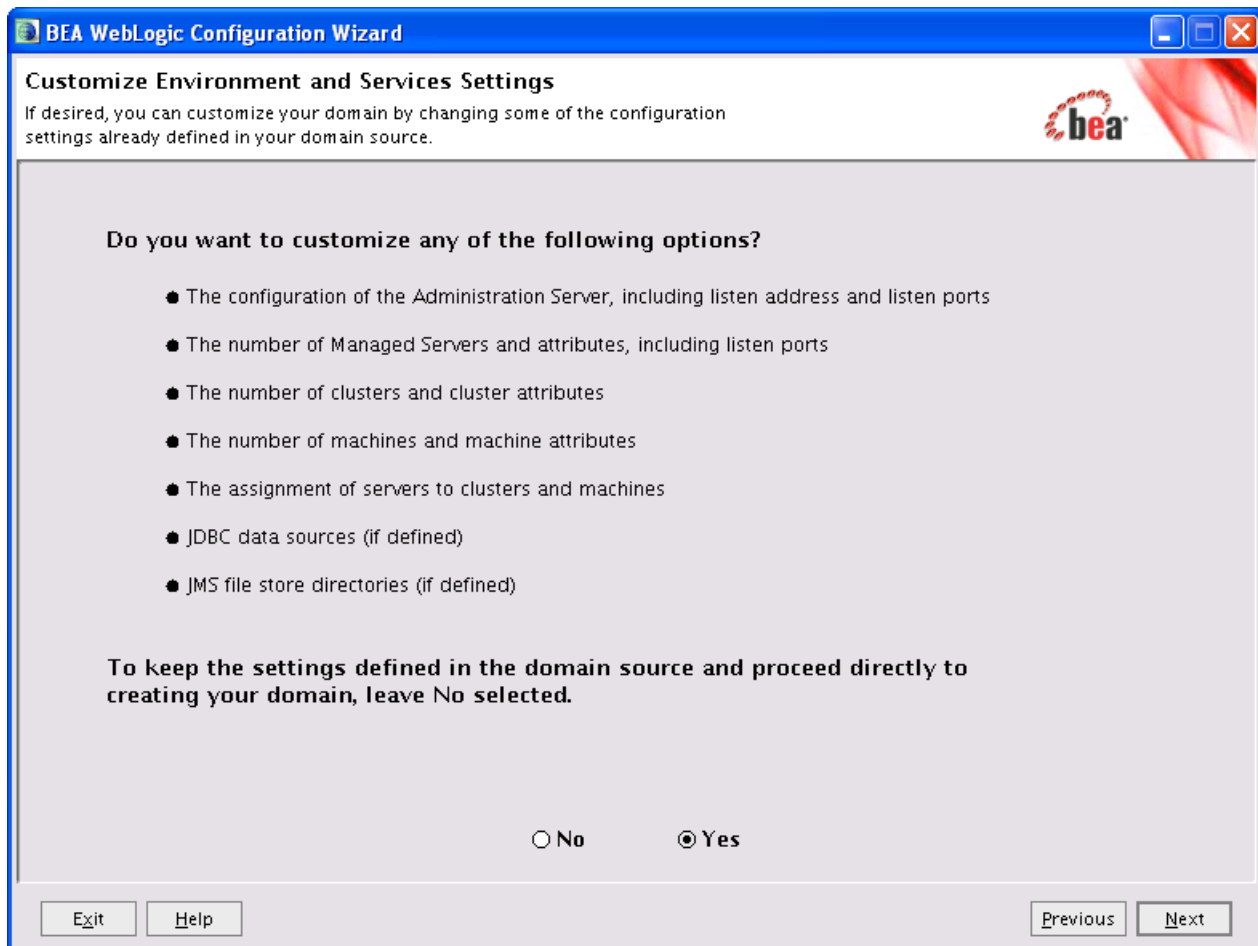 BEA WebLogic Configuration Wizard
Customize Environment and Services Settings
If desired, you can customize your domain by changing some of the configuration
settings already defined in your domain source.
bea
Do you want to customize any of the following options?
● The configuration of the Administration Server, including listen address and listen ports
● The number of Managed Servers and attributes, including listen ports
● The number of clusters and cluster attributes
● The number of machines and machine attributes
● The assignment of servers to clusters and machines
● JDBC data sources (if defined)
● JMS file store directories (if defined)
To keep the settings defined in the domain source and proceed directly to
creating your domain, leave No selected.
No Yes
Exit Help Previous Next